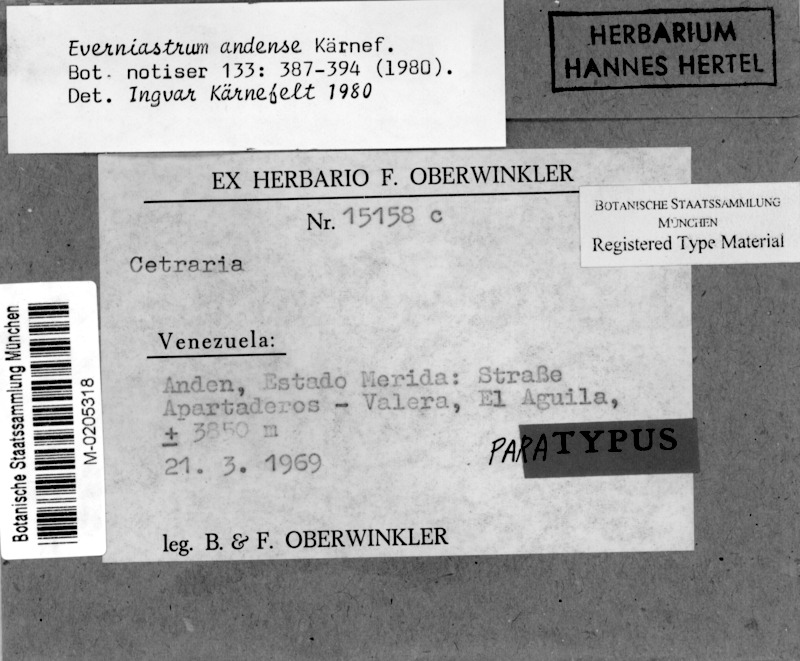 Everniastrum andense Kärnef.
Bot. notiser 133: 387-394 (1980).
Det. Ingvar Kärnefelt 1980
HERBARIUM
HANNES HERTEL
EX HERBARIO F. OBERWINKLER
Nr. 15158 c
BOTANISCHE STAATSSAMMLUNG
MÜNCHEN
Registered Type Material
Cetraria
Venezuela:
Anden, Estado Merida: Straße
Apartaderos - Valera, El Aguila,
± 3850 m
21. 3. 1969
PARATYPUS
leg. B. & F. OBERWINKLER
Botanische Staatssammlung München
M-0205318